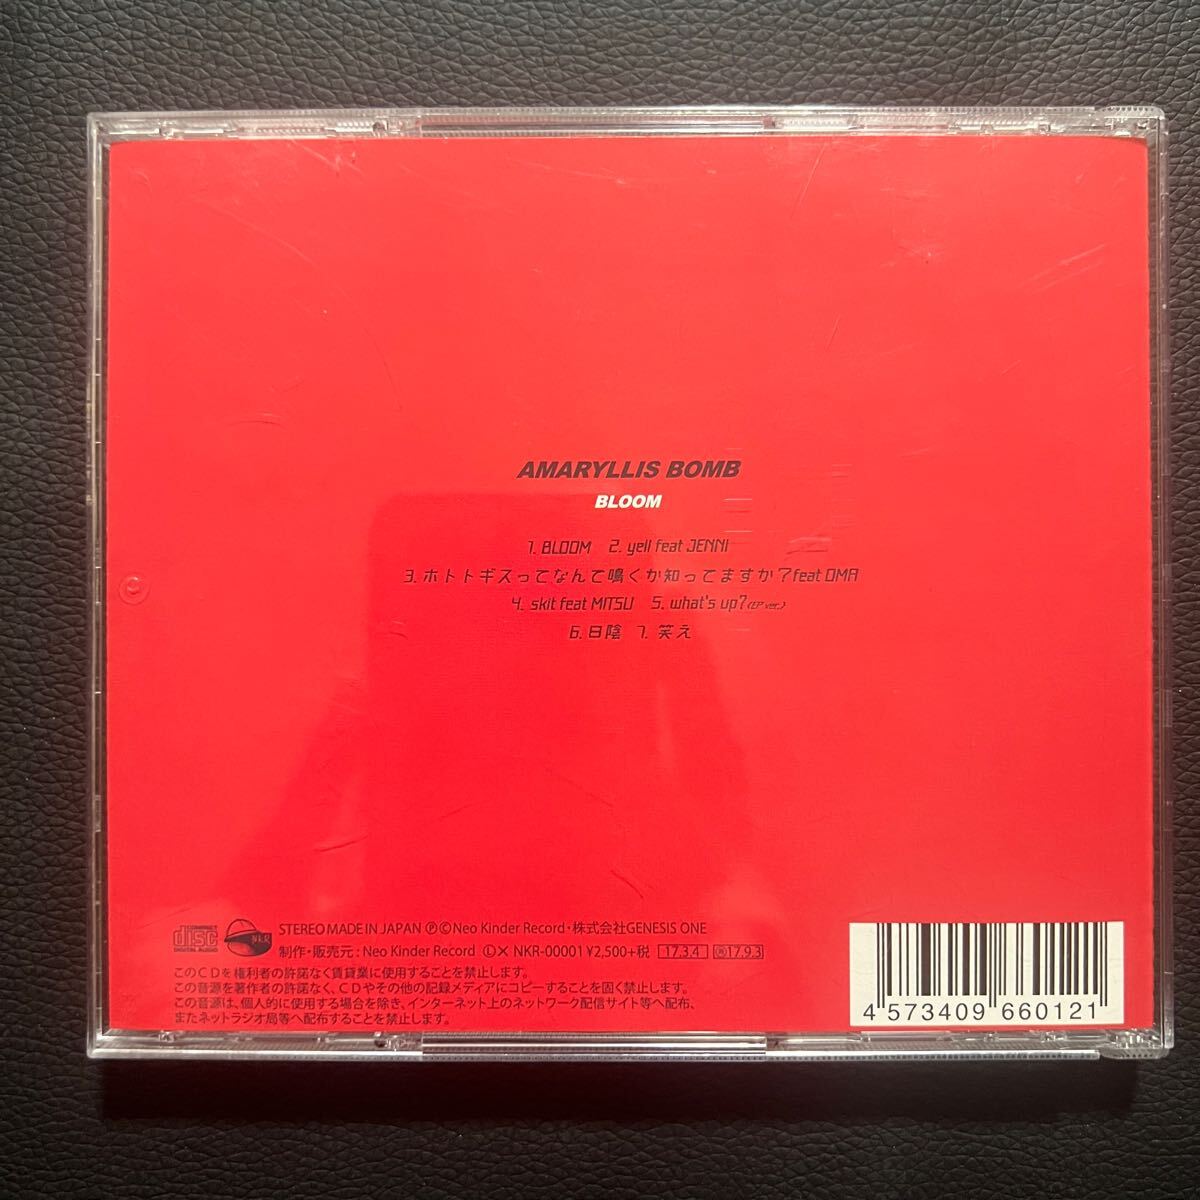 AMARYLLIS BOMB
BLOOM
1. BLOOM 2. yell feat JENNI
3. ホトトギスってなんて鳴くか知ってますか?feat OMA
4. skit feat MITSU 5. what's up?(EP ver.)
6. 日陰 7. 笑え
COMPACT disc DIGITAL AUDIO
N.k.R
STEREO MADE IN JAPAN ℗©Neo Kinder Record・株式会社GENESIS ONE
制作・販売元 : Neo Kinder Record Ⓛ✕ NKR-00001 ¥2,500+税 17.3.4 Ⓡ17.9.3
このCDを権利者の許諾なく賃貸業に使用することを禁止します。
この音源を著作者の許諾なく、CDやその他の記録メディアにコピーすることを固く禁止します。
この音源は、個人的に使用する場合を除き、インターネット上のネットワーク配信サイト等へ配布、
またネットラジオ局等へ配布することを禁止します。
4 573409 660121